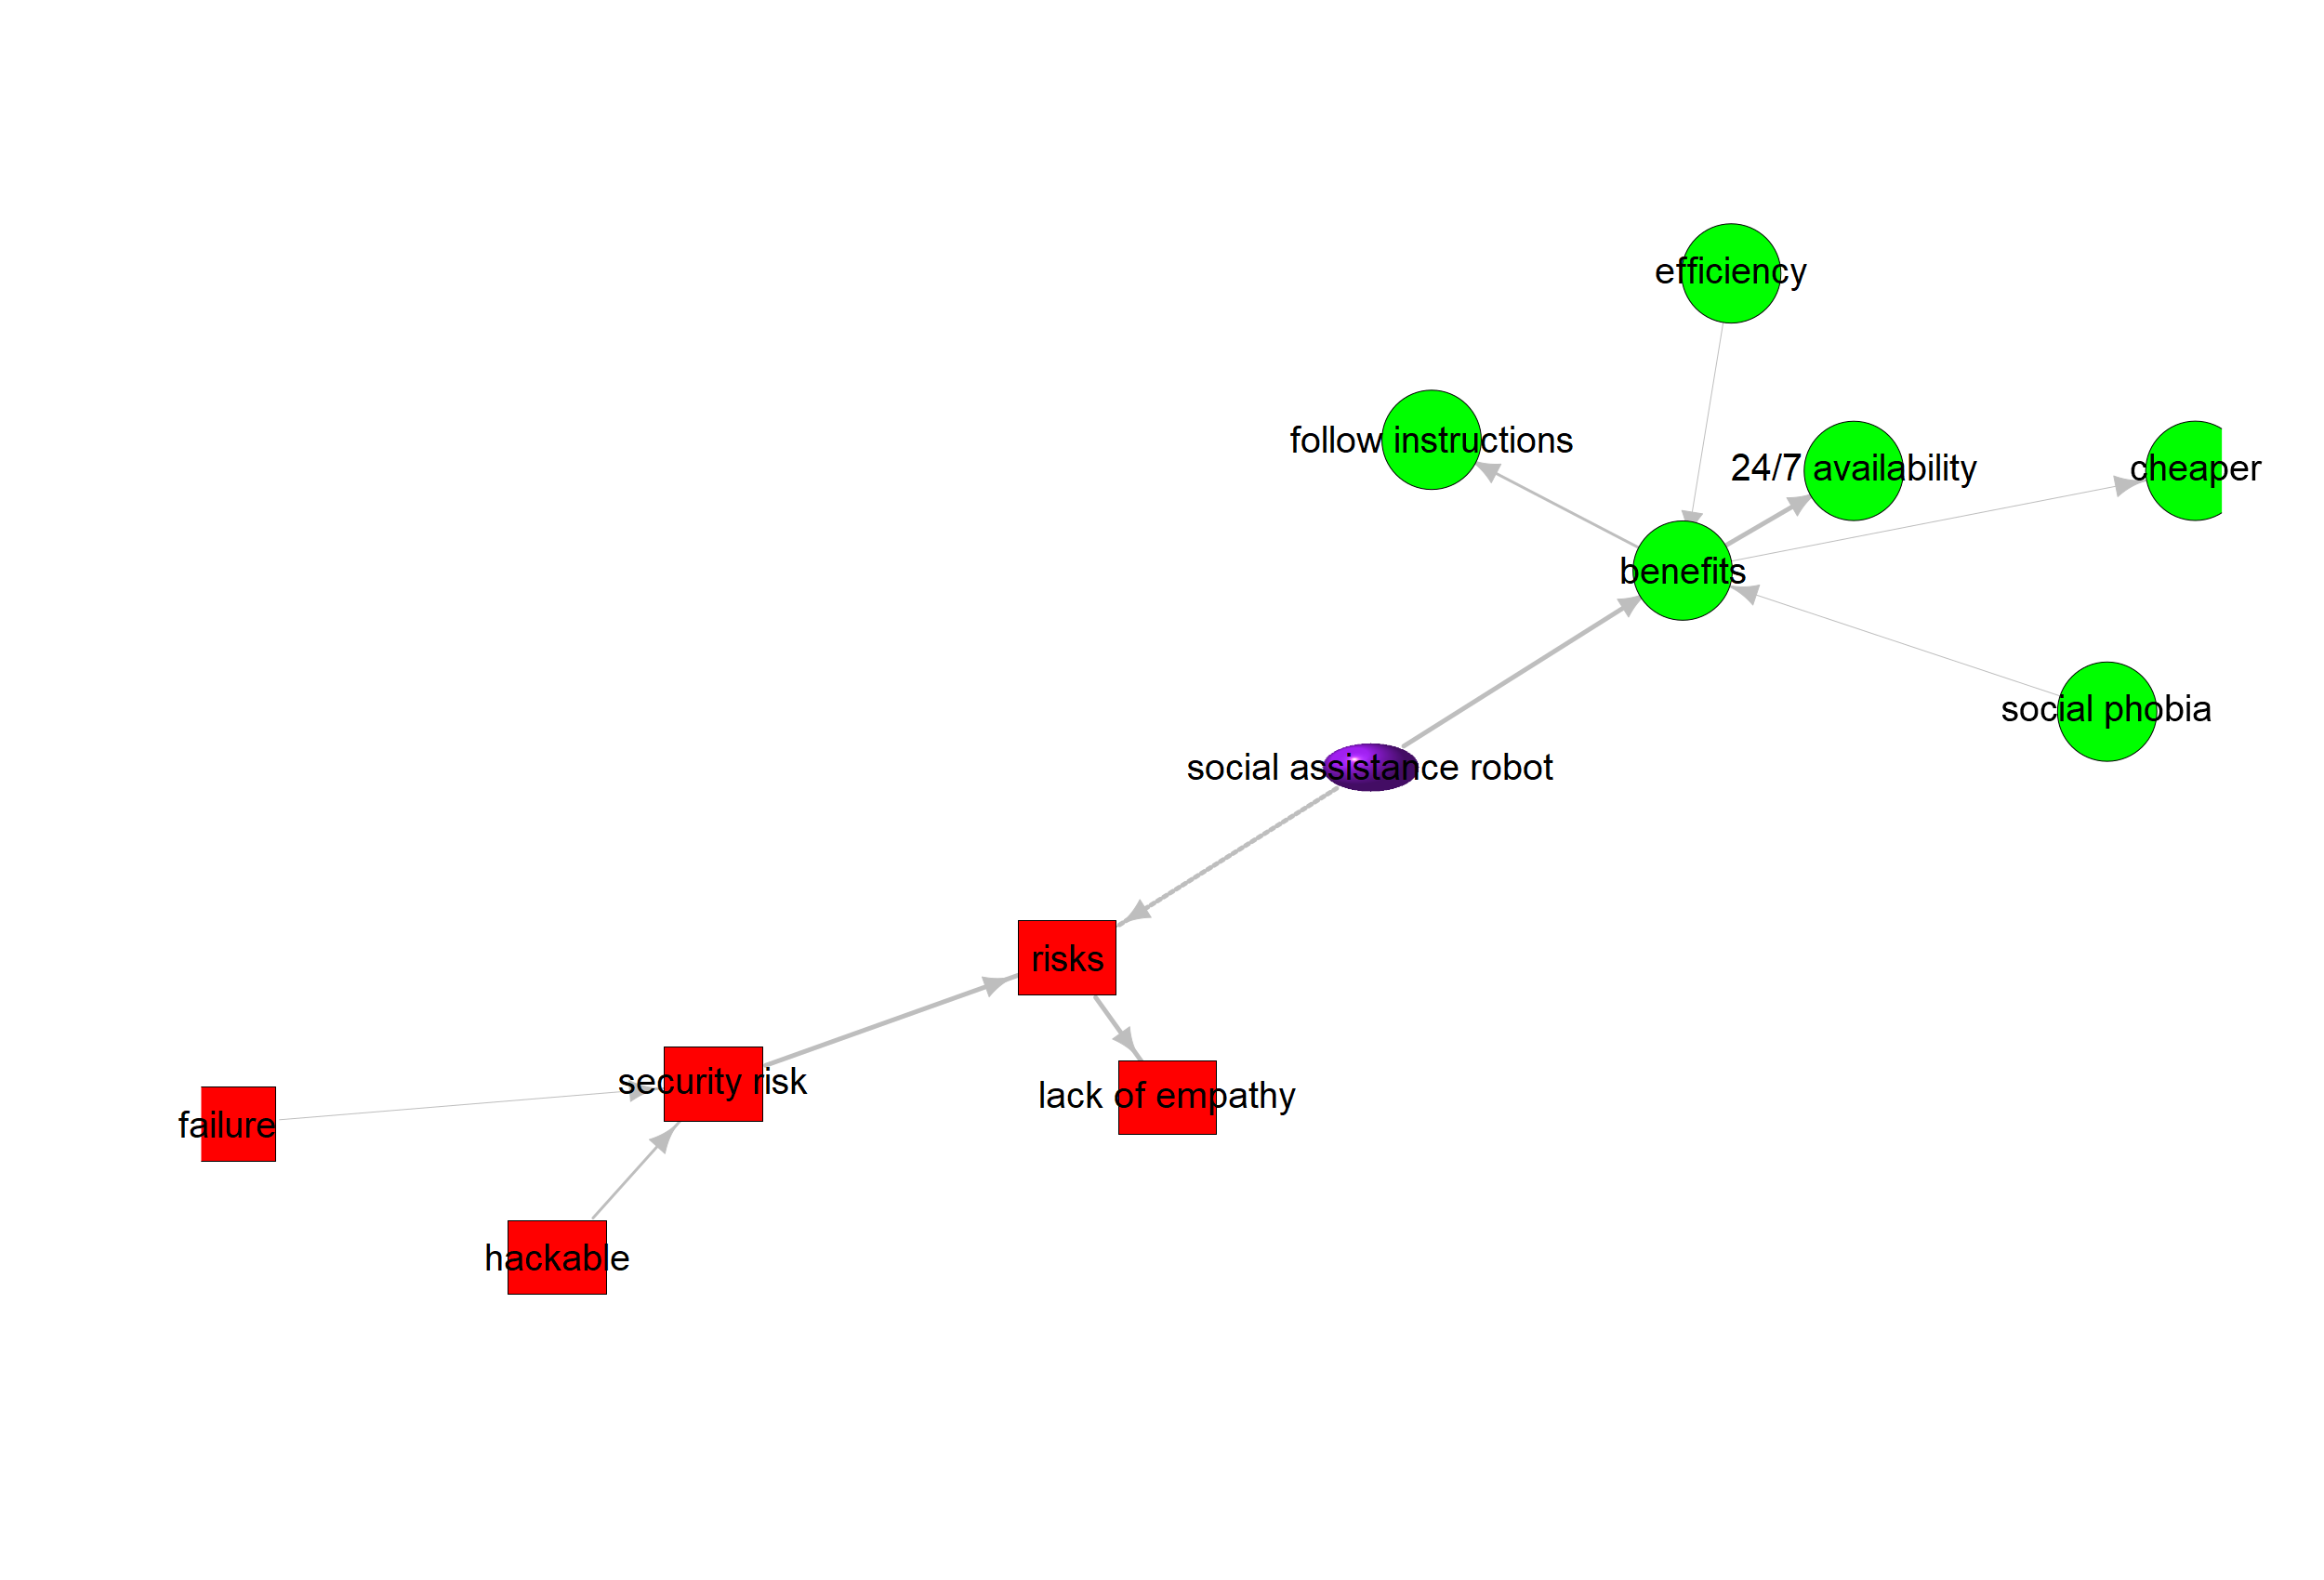 efficiency
follow instructions
24/7 availability
cheaper
benefits
social phobia
social assistance robot
risks
security risk
lack of empathy
failure
hackable